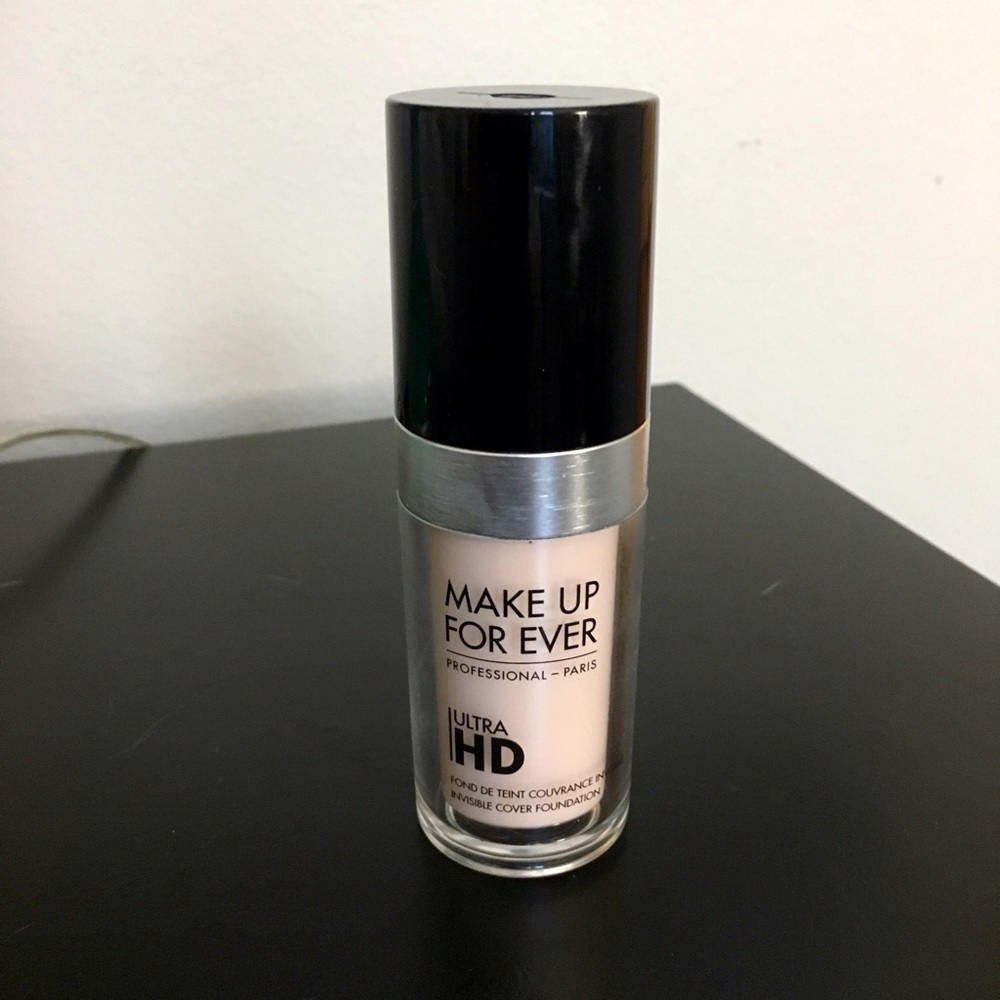 MAKE UP
FOR EVER
PROFESSIONAL – PARIS
ULTRA
HD
FOND DE TEINT COUVRANCE
INVISIBLE COVER FOUNDATION